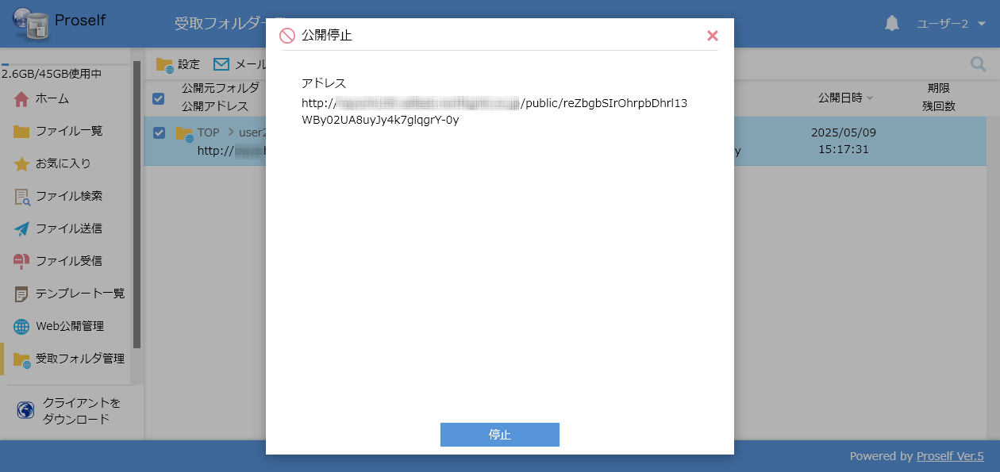 Proself
受取フォルダ一覧
ユーザー2
2.6GB/45GB使用中
ホーム
ファイル一覧
お気に入り
ファイル検索
ファイル送信
ファイル受信
テンプレート一覧
Web公開管理
受取フォルダ管理
クライアントを
ダウンロード
設定
メール
公開元フォルダ
公開アドレス
公開日時
期限
残回数
TOP
user2
http://
y
2025/05/09
15:17:31
公開停止
アドレス
http:// /public/reZbgbSIrOhrpbDhrl13
WBy02UA8uyJy4k7glqgrY-0y
停止
Powered by Proself Ver.5